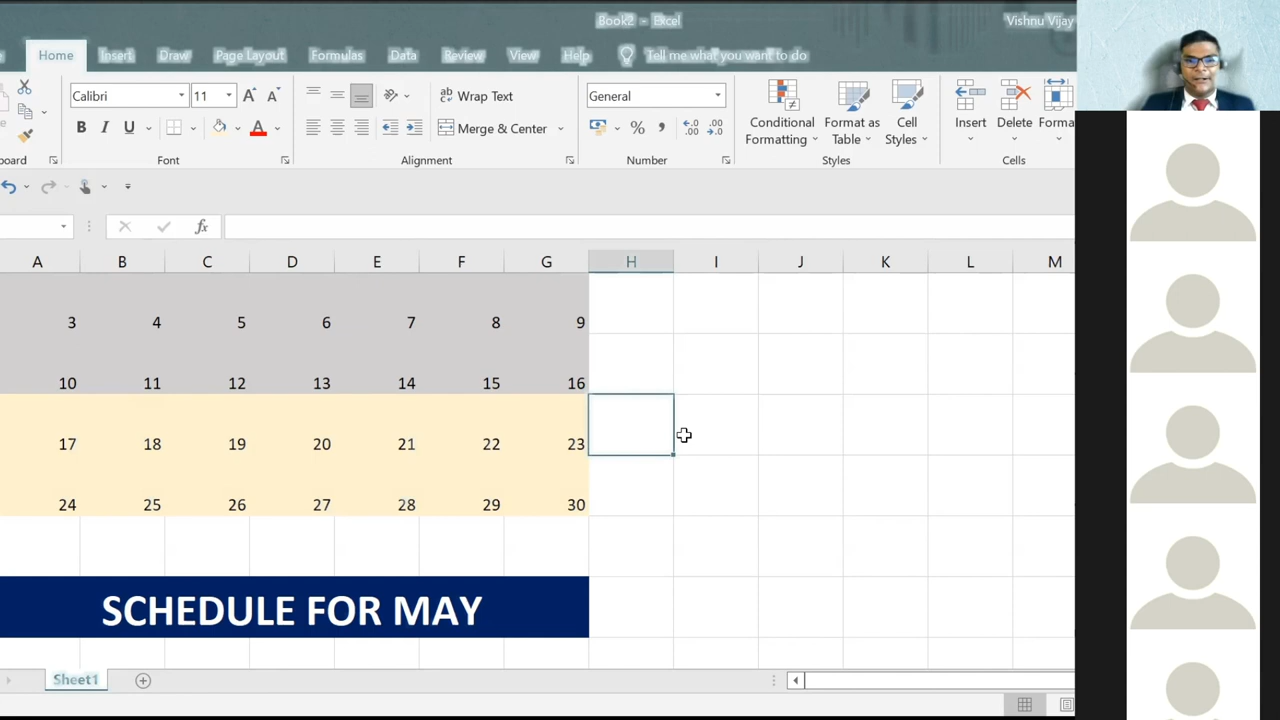 Book2 - Excel
Vishnu Vijay
Home Insert Draw Page Layout Formulas Data Review View Help Tell me what you want to do
Calibri 11 A A
ab Wrap Text
General
Conditional Formatting
Format as Table
Cell Styles
Insert
Delete
Forma
B I U A
Merge & Center
% ,
board Font Alignment Number Styles Cells
fx
A B C D E F G H I J K L M
3 4 5 6 7 8 9
10 11 12 13 14 15 16
17 18 19 20 21 22 23
24 25 26 27 28 29 30
SCHEDULE FOR MAY
Sheet1